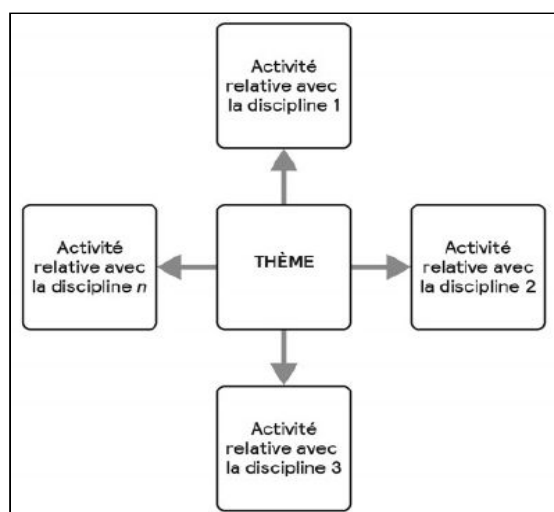 Activité
relative avec
la discipline 1
Activité
relative avec
la discipline n
THÈME
Activité
relative avec
la discipline 2
Activité
relative avec
la discipline 3